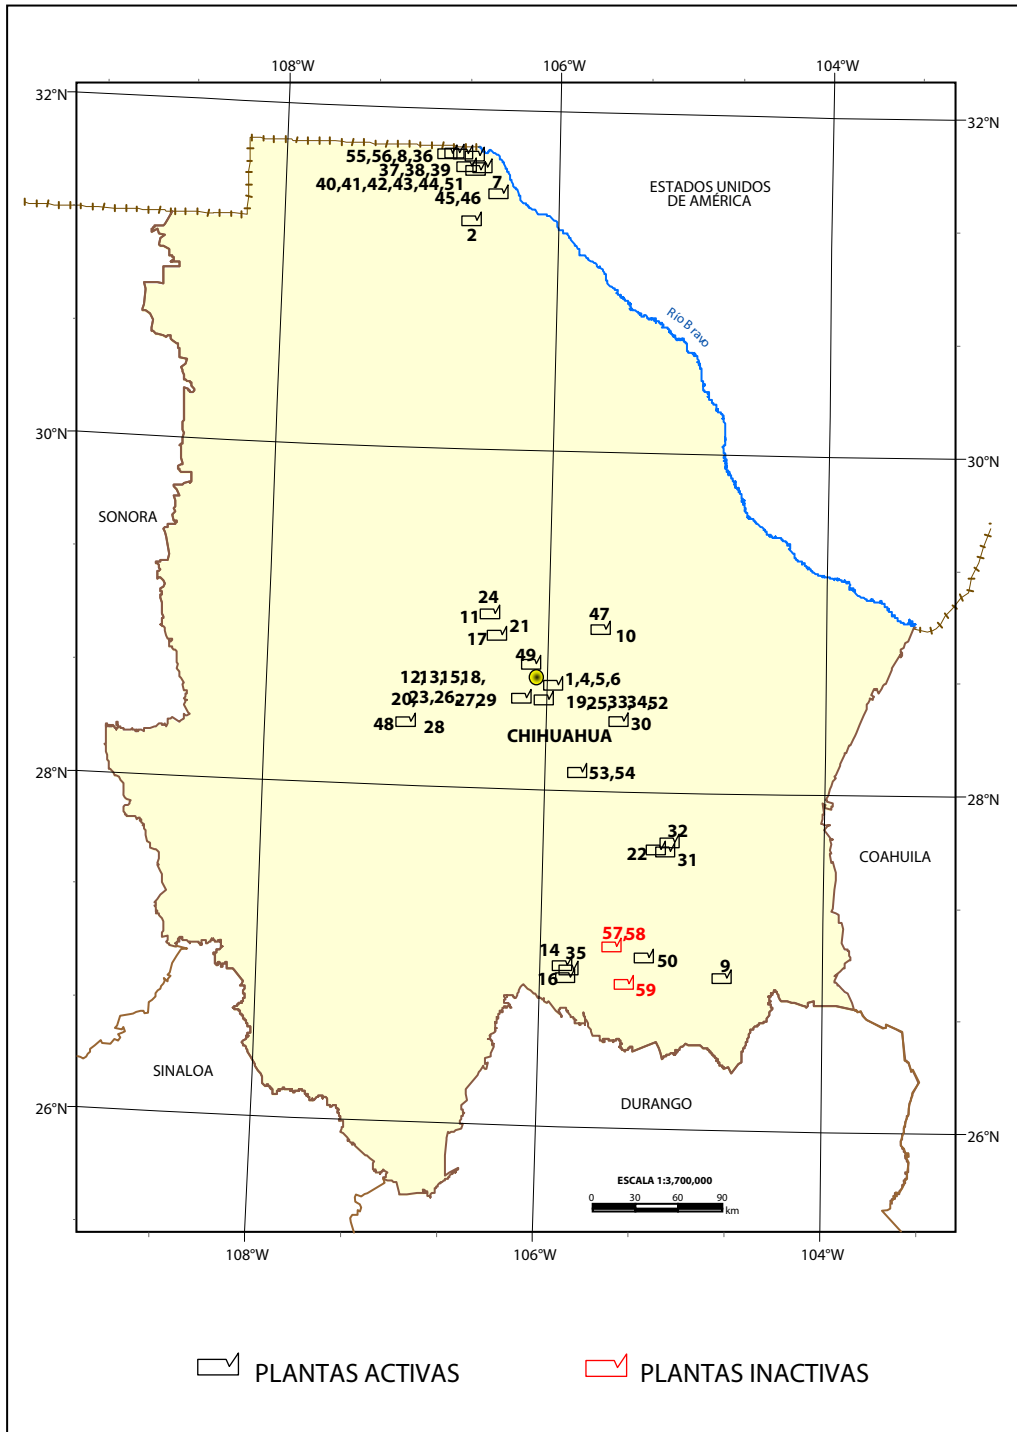 108°W 106°W 104°W
32°N 32°N
55,56,8,36
37,38,39
40,41,42,43,44,51 7
45,46
2
ESTADOS UNIDOS
DE AMÉRICA
Río Bravo
30°N 30°N
SONORA
24
11 21
17
47
10
49
12,13,15,18,
1,4,5,6
20, 23,26, 27,29
19,25,33,34,52
48 28
30
CHIHUAHUA
53,54
28°N 28°N
32
22 31
COAHUILA
57,58
14 35
50 9
16
59
SINALOA
DURANGO
26°N 26°N
ESCALA 1:3,700,000
0 30 60 90
km
108°W 106°W 104°W
PLANTAS ACTIVAS PLANTAS INACTIVAS